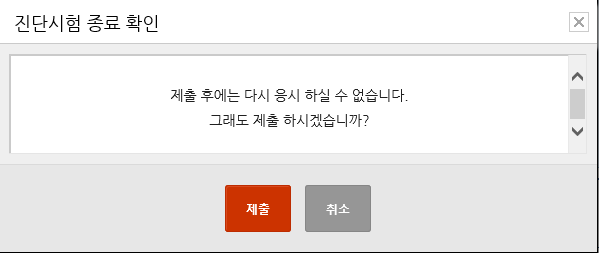 진단시험 종료 확인
제출 후에는 다시 응시 하실 수 없습니다.
그래도 제출 하시겠습니까?
제출
취소